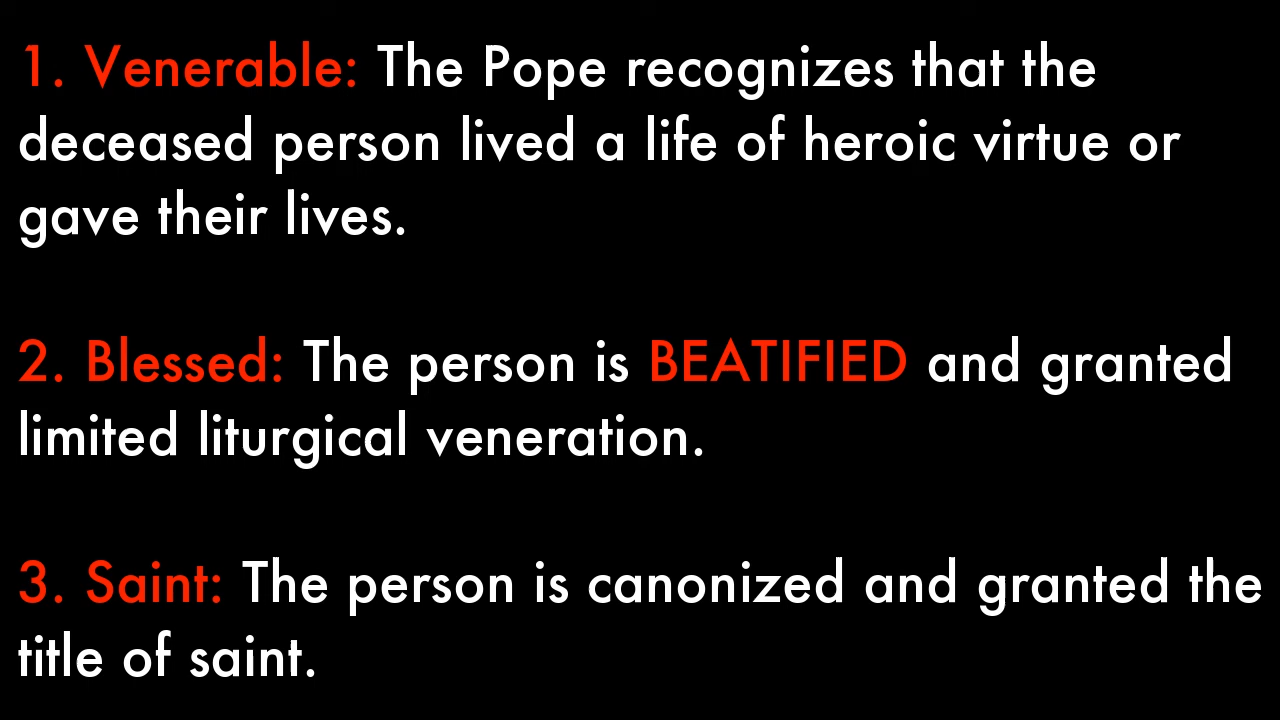 1. Venerable: The Pope recognizes that the
deceased person lived a life of heroic virtue or
gave their lives.
2. Blessed: The person is BEATIFIED and granted
limited liturgical veneration.
3. Saint: The person is canonized and granted the
title of saint.